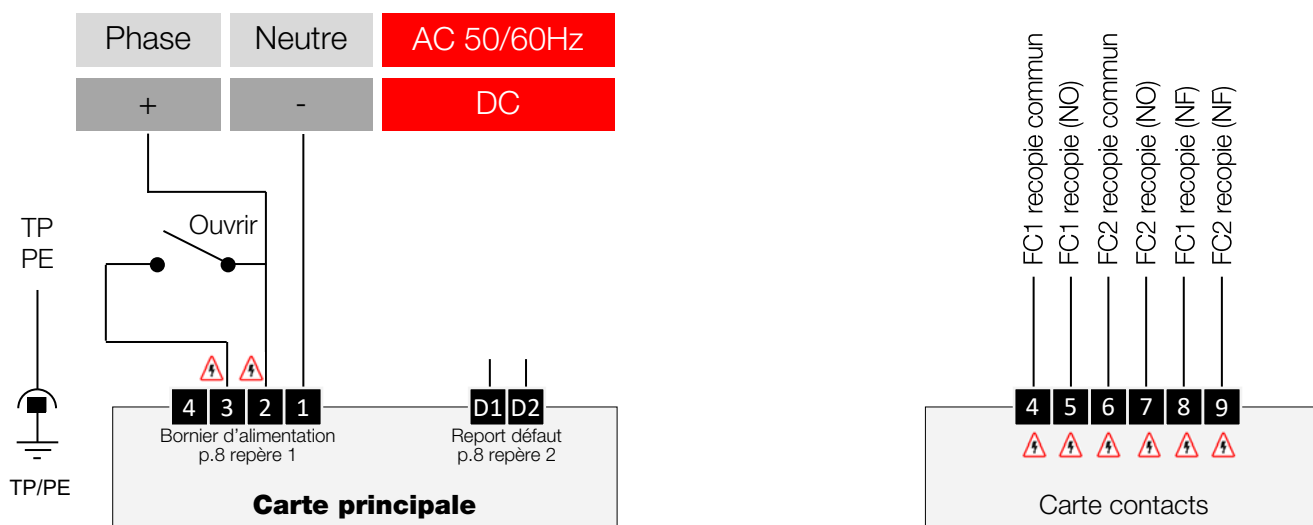 Phase Neutre AC 50/60Hz
+ - DC
TP
PE
Ouvrir
4 3 2 1
Bornier d'alimentation
p.8 repère 1
D1 D2
Report défaut
p.8 repère 2
TP/PE
Carte principale
FC1 recopie commun
FC1 recopie (NO)
FC2 recopie commun
FC2 recopie (NO)
FC1 recopie (NF)
FC2 recopie (NF)
4 5 6 7 8 9
Carte contacts